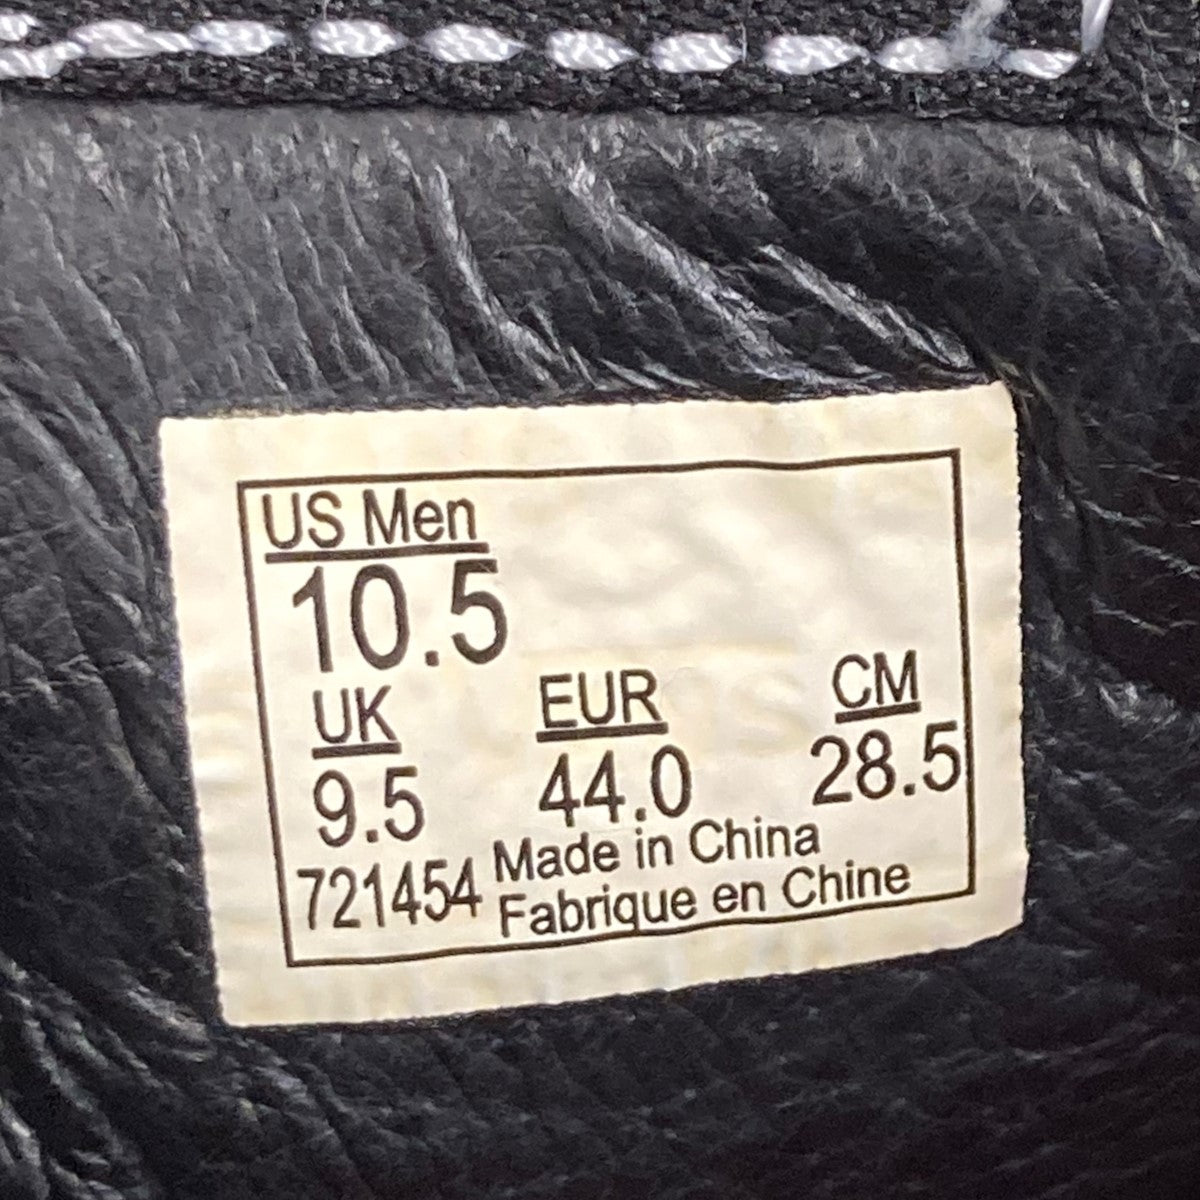 US Men
10.5
UK EUR CM
9.5 44.0 28.5
721454 Made in China
Fabrique en Chine